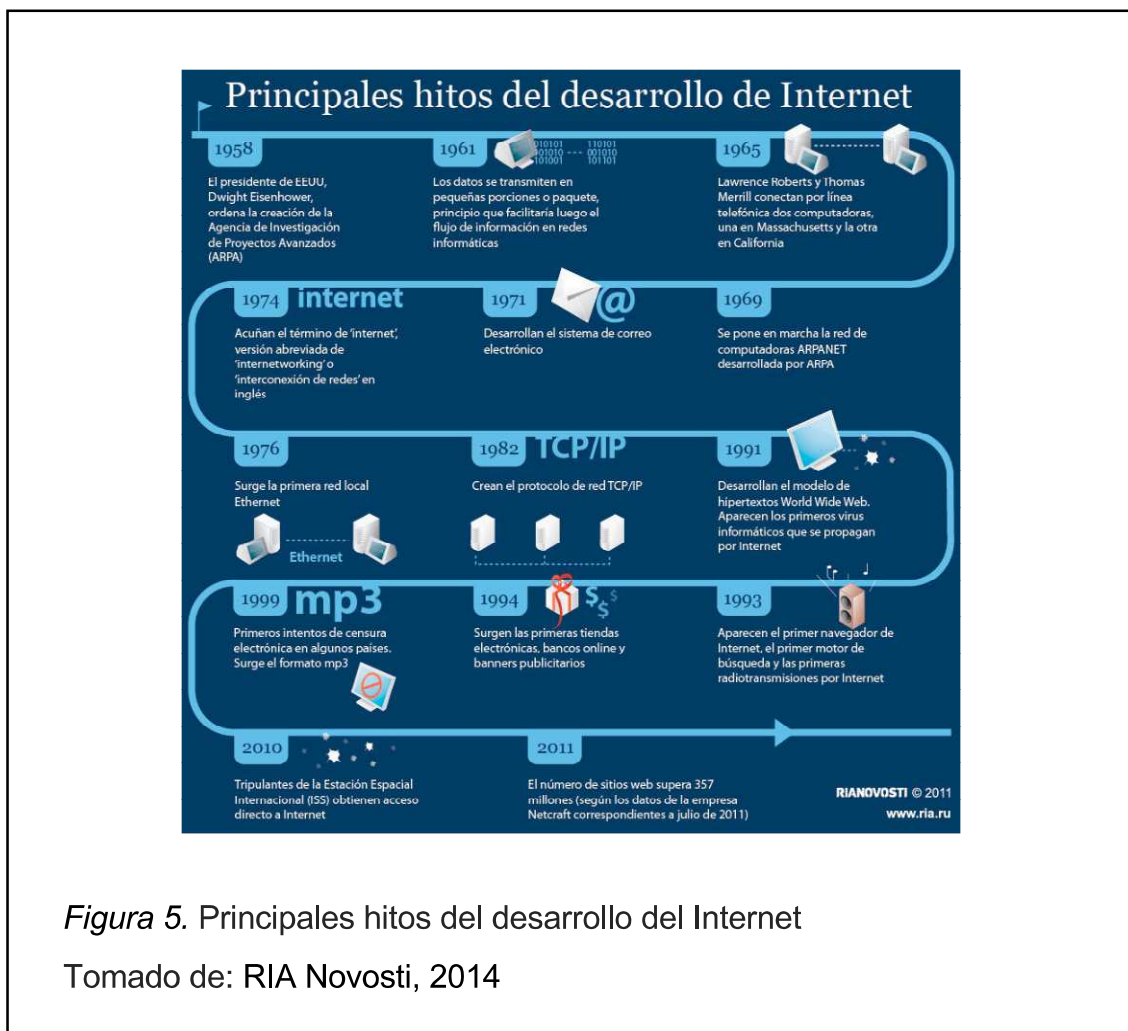 Principales hitos del desarrollo de Internet
1958
El presidente de EEUU,
Dwight Eisenhower,
ordena la creación de la
Agencia de Investigación
de Proyectos Avanzados
(ARPA)
1961
010101 --- 110101
001010 001010
101001 101101
Los datos se transmiten en
pequeñas porciones o paquete,
principio que facilitaría luego el
flujo de información en redes
informáticas
1965
Lawrence Roberts y Thomas
Merrill conectan por línea
telefónica dos computadoras,
una en Massachusetts y la otra
en California
1969
Se pone en marcha la red de
computadoras ARPANET
desarrollada por ARPA
1971 @
Desarrollan el sistema de correo
electrónico
1974 internet
Acuñan el término de 'internet',
versión abreviada de
'internetworking' o
'interconexión de redes' en
inglés
1976
Surge la primera red local
Ethernet
Ethernet
1982 TCP/IP
Crean el protocolo de red TCP/IP
1991
Desarrollan el modelo de
hipertextos World Wide Web.
Aparecen los primeros virus
informáticos que se propagan
por Internet
1993
Aparecen el primer navegador de
Internet, el primer motor de
búsqueda y las primeras
radiotransmisiones por Internet
1994 $ $ $
Surgen las primeras tiendas
electrónicas, bancos online y
banners publicitarios
1999 mp3
Primeros intentos de censura
electrónica en algunos países.
Surge el formato mp3
2010
Tripulantes de la Estación Espacial
Internacional (ISS) obtienen acceso
directo a Internet
2011
El número de sitios web supera 357
millones (según los datos de la empresa
Netcraft correspondientes a julio de 2011)
RIANOVOSTI © 2011
www.ria.ru
Figura 5. Principales hitos del desarrollo del Internet
Tomado de: RIA Novosti, 2014